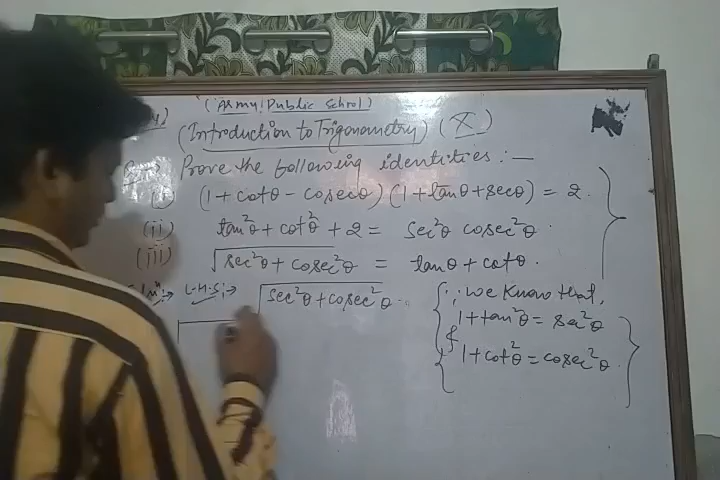 (Army Public School)
(Introduction to Trigonometry) (X)
Prove the following identities:—
(1 + cotθ - cosecθ) (1 + tanθ + secθ) = 2.
(ii) tan²θ + cot²θ + 2 = sec²θ cosec²θ.
(iii) √sec²θ + cosec²θ = tanθ + cotθ.
L-H-S;→ √sec²θ + cosec²θ
{∵ we know that,
1 + tan²θ = sec²θ
&
1 + cot²θ = cosec²θ}